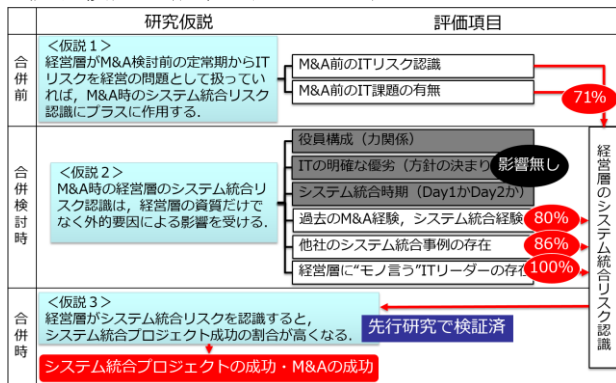 研究仮説
評価項目
合併前
＜仮説１＞
経営層がM&A検討前の定常期からIT
リスクを経営の問題として扱ってい
れば，M&A時のシステム統合リスク
認識にプラスに作用する．
M&A前のITリスク認識
M&A前のIT課題の有無
71%
合併検討時
＜仮説２＞
M&A時の経営層のシステム統合リ
スク認識は，経営層の資質だけで
なく外的要因による影響を受ける．
役員構成（力関係）
ITの明確な優劣（方針の決まり
システム統合時期（Day1かDay2か）
影響無し
過去のM&A経験，システム統合経験
80%
他社のシステム統合事例の存在
86%
経営層に“モノ言う”ITリーダーの存在
100%
経営層のシステム統合リスク認識
合併時
＜仮説３＞
経営層がシステム統合リスクを認識すると，
システム統合プロジェクト成功の割合が高くなる．
先行研究で検証済
システム統合プロジェクトの成功・M&Aの成功